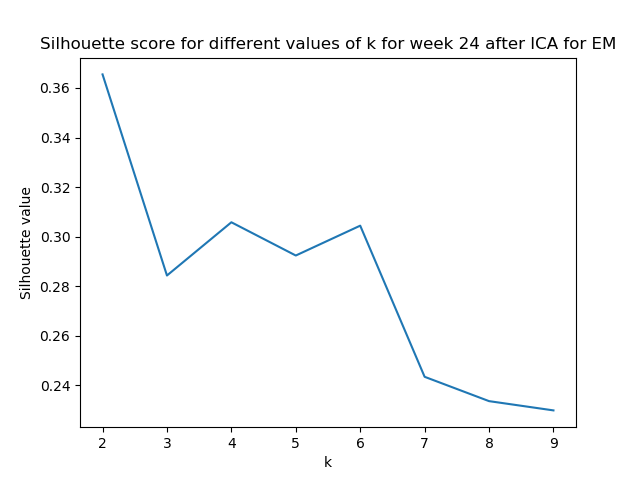 Silhouette score for different values of k for week 24 after ICA for EM
Silhouette value
0.36
0.34
0.32
0.30
0.28
0.26
0.24
2 3 4 5 6 7 8 9
k